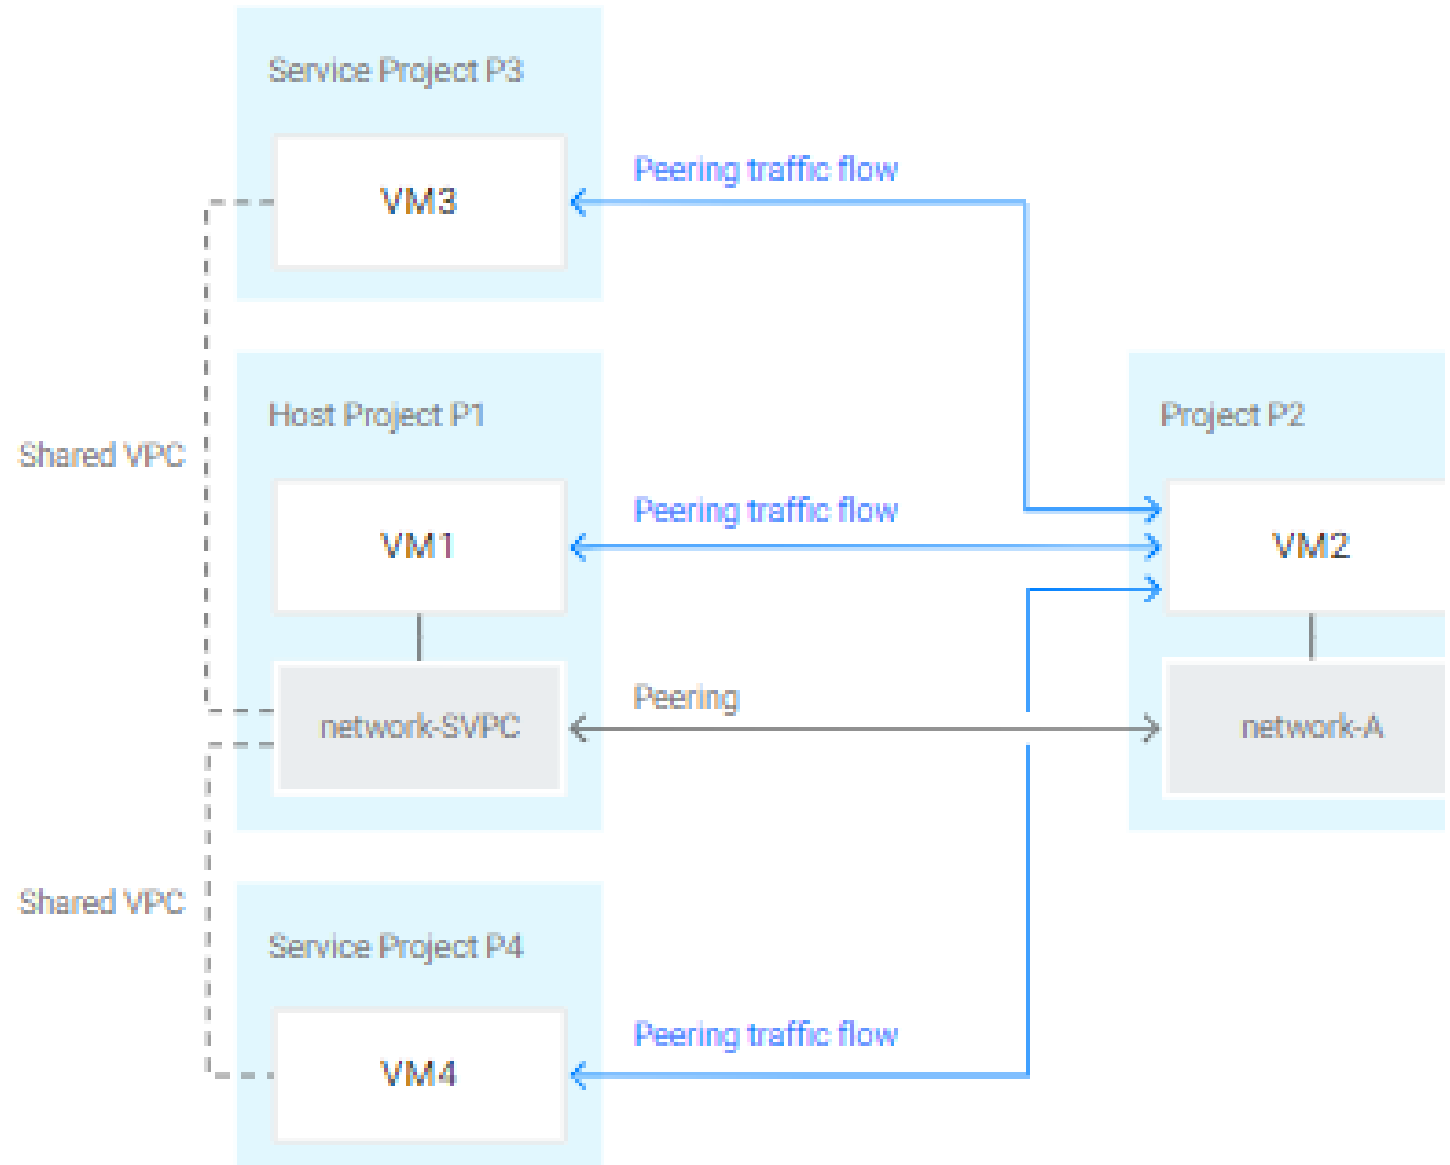 Service Project P3
Peering traffic flow
VM3
Host Project P1
Project P2
Shared VPC
Peering traffic flow
VM1
VM2
Peering
network-SVPC
network-A
Shared VPC
Service Project P4
Peering traffic flow
VM4